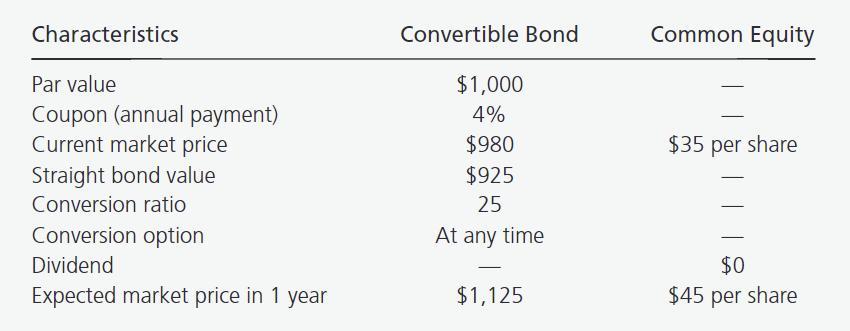 Characteristics Convertible Bond Common Equity
Par value $1,000 —
Coupon (annual payment) 4% —
Current market price $980 $35 per share
Straight bond value $925 —
Conversion ratio 25 —
Conversion option At any time —
Dividend — $0
Expected market price in 1 year $1,125 $45 per share